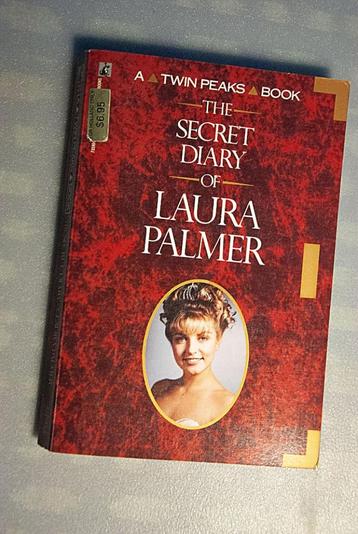 A ▲ TWIN PEAKS ▲ BOOK
THE
SECRET
DIARY
OF
LAURA
PALMER
$6.95